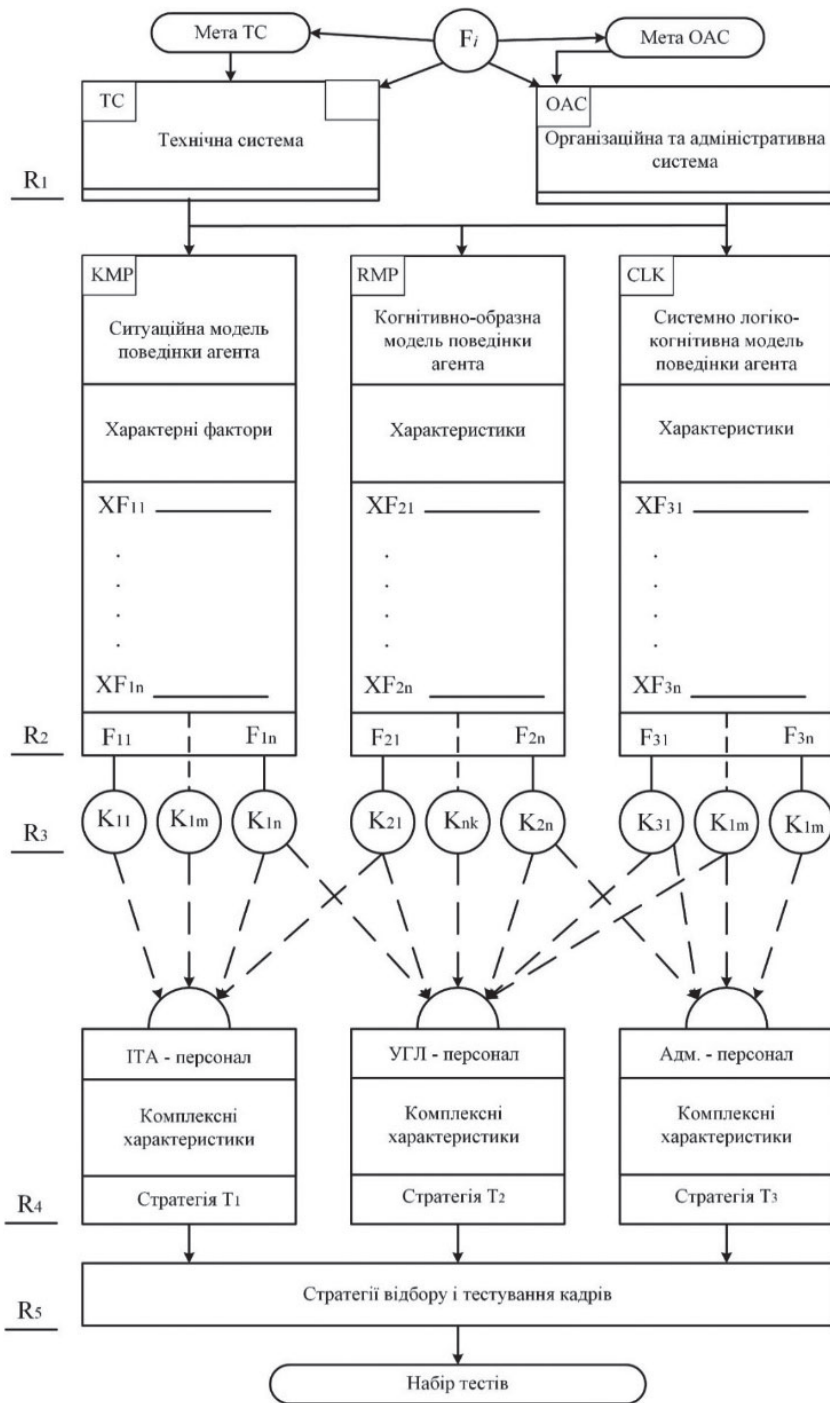 Мета ТС
Fi
Мета ОАС
ТС
Технічна система
ОАС
Організаційна та адміністративна
система
R1
KMP
Ситуаційна модель
поведінки агента
Характерні фактори
XF11
XF1n
F11
F1n
RMP
Когнитивно-образна
модель поведінки
агента
Характеристики
XF21
XF2n
F21
F2n
CLK
Системно логіко-
когнітивна модель
поведінки агента
Характеристики
XF31
XF3n
F31
F3n
R2
R3
K11
K1m
K1n
K21
Knk
K2n
K31
K1m
K1m
ІТА - персонал
Комплексні
характеристики
Стратегія T1
УГЛ - персонал
Комплексні
характеристики
Стратегія T2
Адм. - персонал
Комплексні
характеристики
Стратегія T3
R4
Стратегії відбору і тестування кадрів
R5
Набір тестів